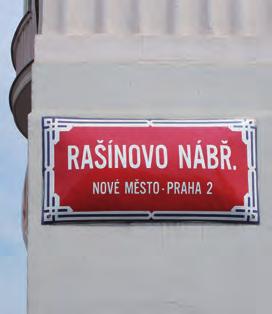 RAŠÍNOVO NÁBŘ.
NOVÉ MĚSTO - PRAHA 2